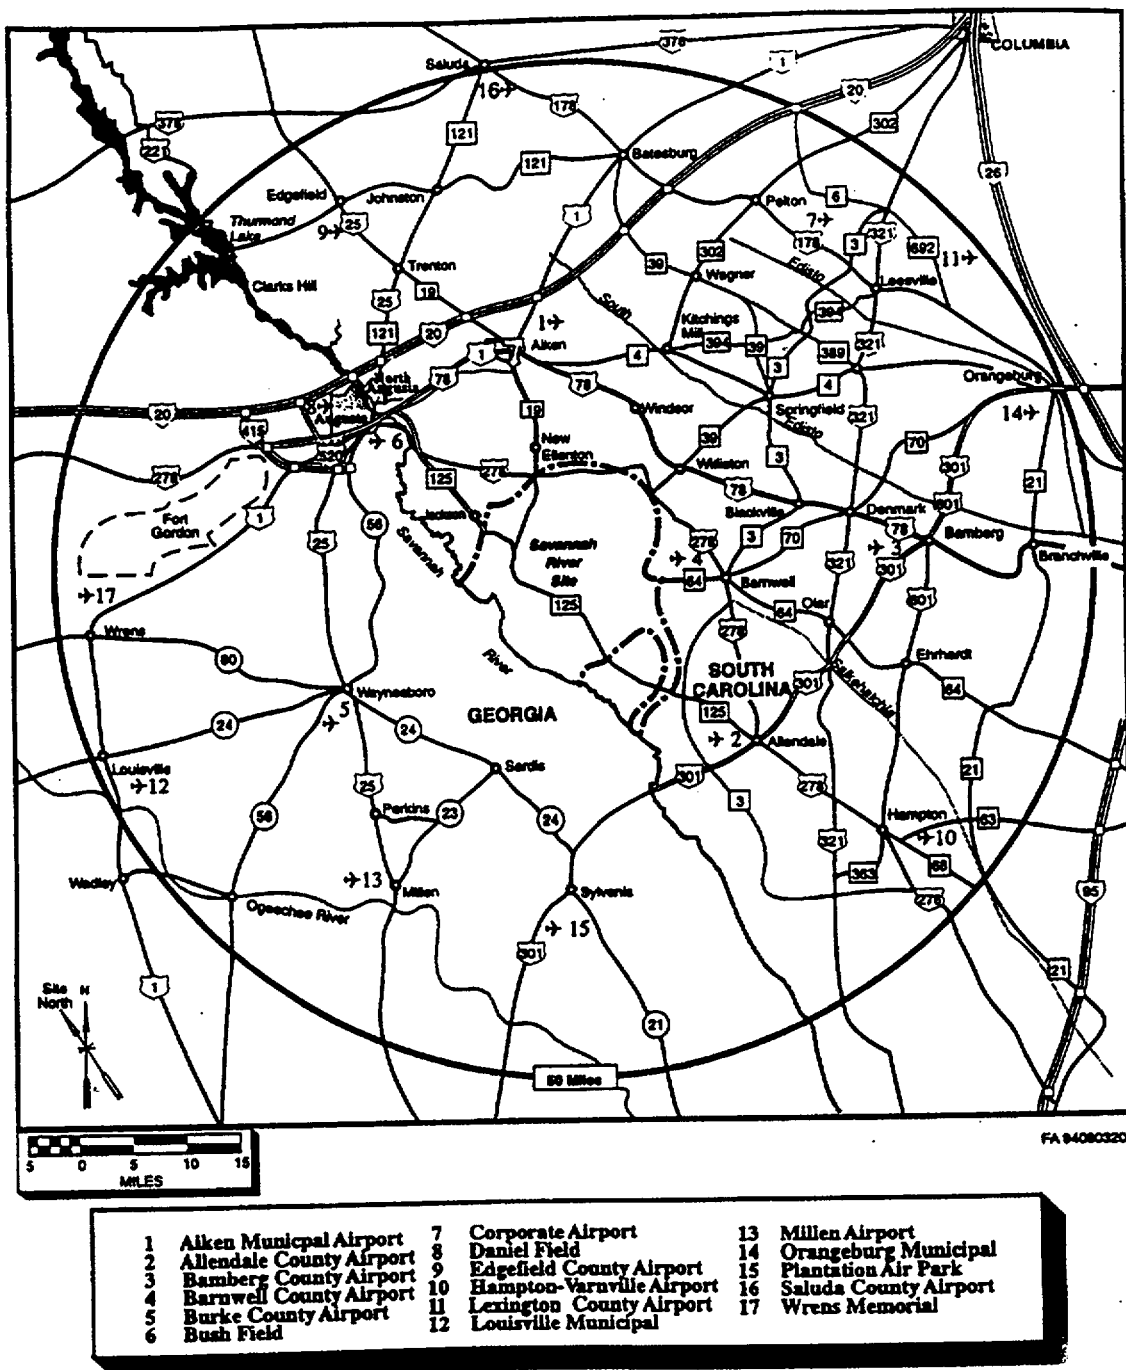 COLUMBIA
378
Saluda
1
16
20
178
302
378
121
221
Batesburg
121
26
Edgefield
Johnston
Pelion
6
Thurmond
Lake
9
25
1
7
178
3
321
692
11
302
39
Edisto
Trenton
Wagner
Leesville
Clarks Hill
19
25
South
394
121
20
1
Kitchings
Mill
Aiken
1
394
39
389
321
4
3
4
78
78
North
Augusta
Orangeburg
20
8
Augusta
19
Windsor
Springfield
Edisto
321
14
415
6
New
Ellenton
39
70
520
3
301
278
278
Williston
21
125
78
Fort
Gordon
1
56
Jackson
Blackville
Denmark
601
25
Savannah
278
78
Bamberg
Savannah
River
Site
3
70
3
Branchville
4
321
301
64
Barnwell
17
125
64
Olar
601
Wrens
278
80
River
SOUTH
CAROLINA
Ehrhardt
Salkehatchie
301
64
Waynesboro
GEORGIA
125
24
5
24
2
Allendale
Louisville
Sardis
301
21
12
25
278
56
Perkins
23
3
Hampton
63
24
10
321
363
68
Wadley
13
Millen
Sylvania
278
95
Ogeechee River
15
301
21
1
Site
North
N
21
50 Miles
FA 94080320
5 0 5 10 15
MILES
1 Aiken Municpal Airport
2 Allendale County Airport
3 Bamberg County Airport
4 Barnwell County Airport
5 Burke County Airport
6 Bush Field
7 Corporate Airport
8 Daniel Field
9 Edgefield County Airport
10 Hampton-Varnville Airport
11 Lexington County Airport
12 Louisville Municipal
13 Millen Airport
14 Orangeburg Municipal
15 Plantation Air Park
16 Saluda County Airport
17 Wrens Memorial